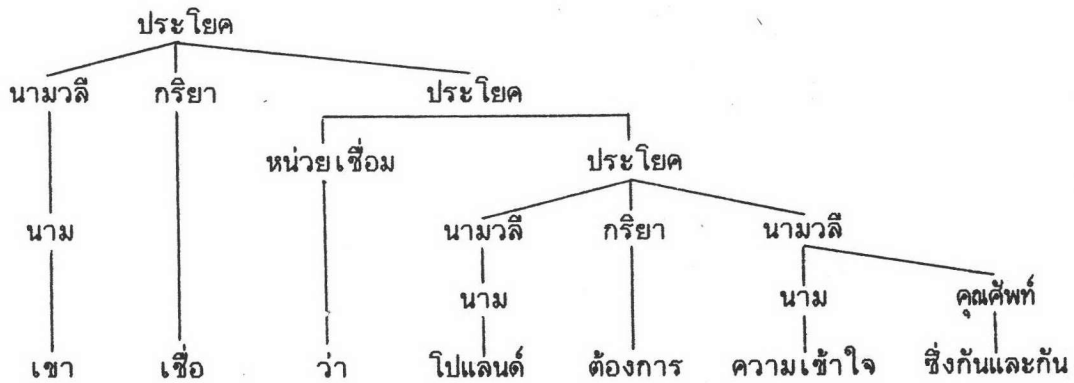 ประโยค
นามวลี กริยา ประโยค
หน่วยเชื่อม ประโยค
นาม นามวลี กริยา นามวลี
นาม นาม คุณศัพท์
เขา เชื่อ ว่า โปแลนด์ ต้องการ ความเข้าใจ ซึ่งกันและกัน